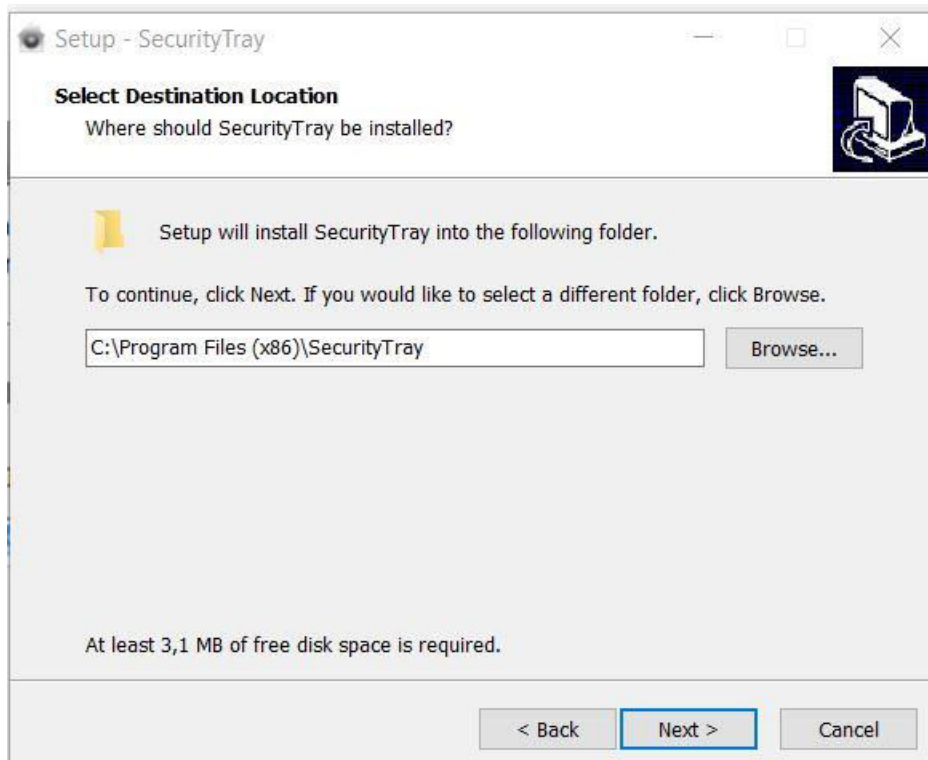 Setup - SecurityTray
Select Destination Location
Where should SecurityTray be installed?
Setup will install SecurityTray into the following folder.
To continue, click Next. If you would like to select a different folder, click Browse.
C:\Program Files (x86)\SecurityTray
Browse...
At least 3,1 MB of free disk space is required.
< Back
Next >
Cancel